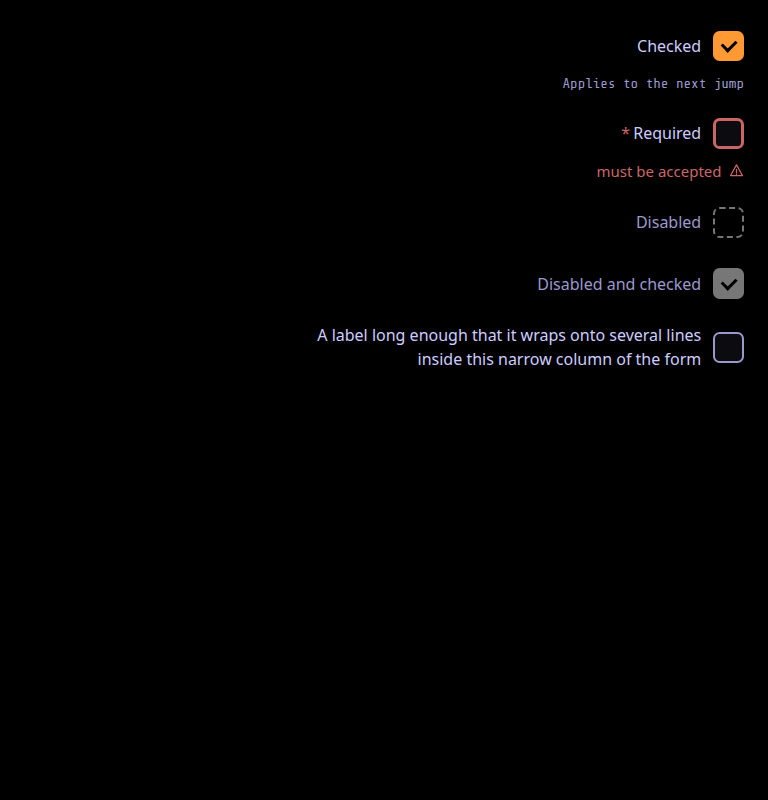 Checked
Applies to the next jump
* Required
must be accepted
Disabled
Disabled and checked
A label long enough that it wraps onto several lines
inside this narrow column of the form